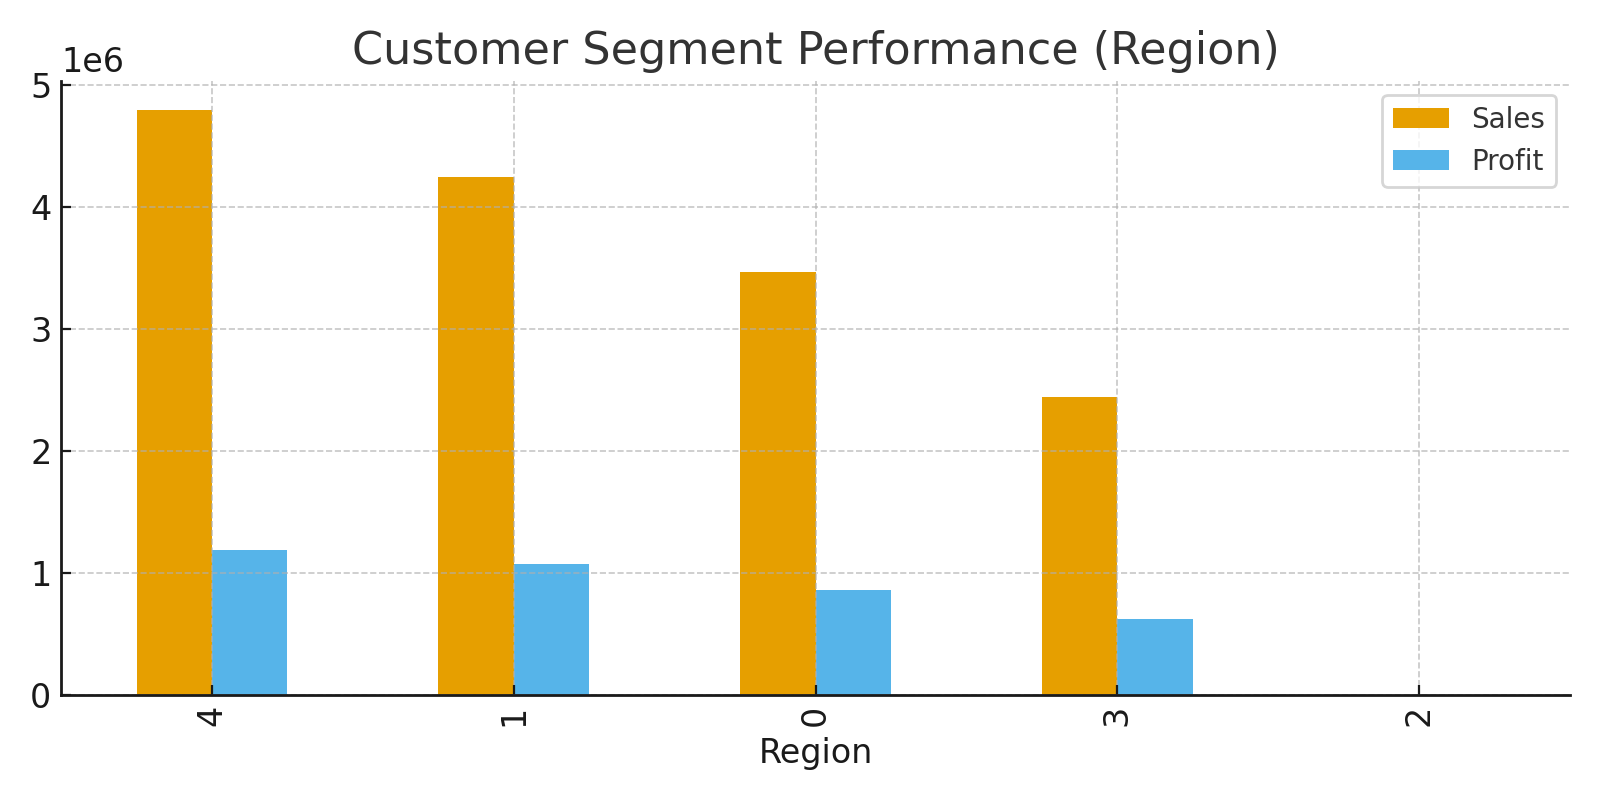 Customer Segment Performance (Region)
1e6
5
4
3
2
1
0
Sales
Profit
4
1
0
3
2
Region